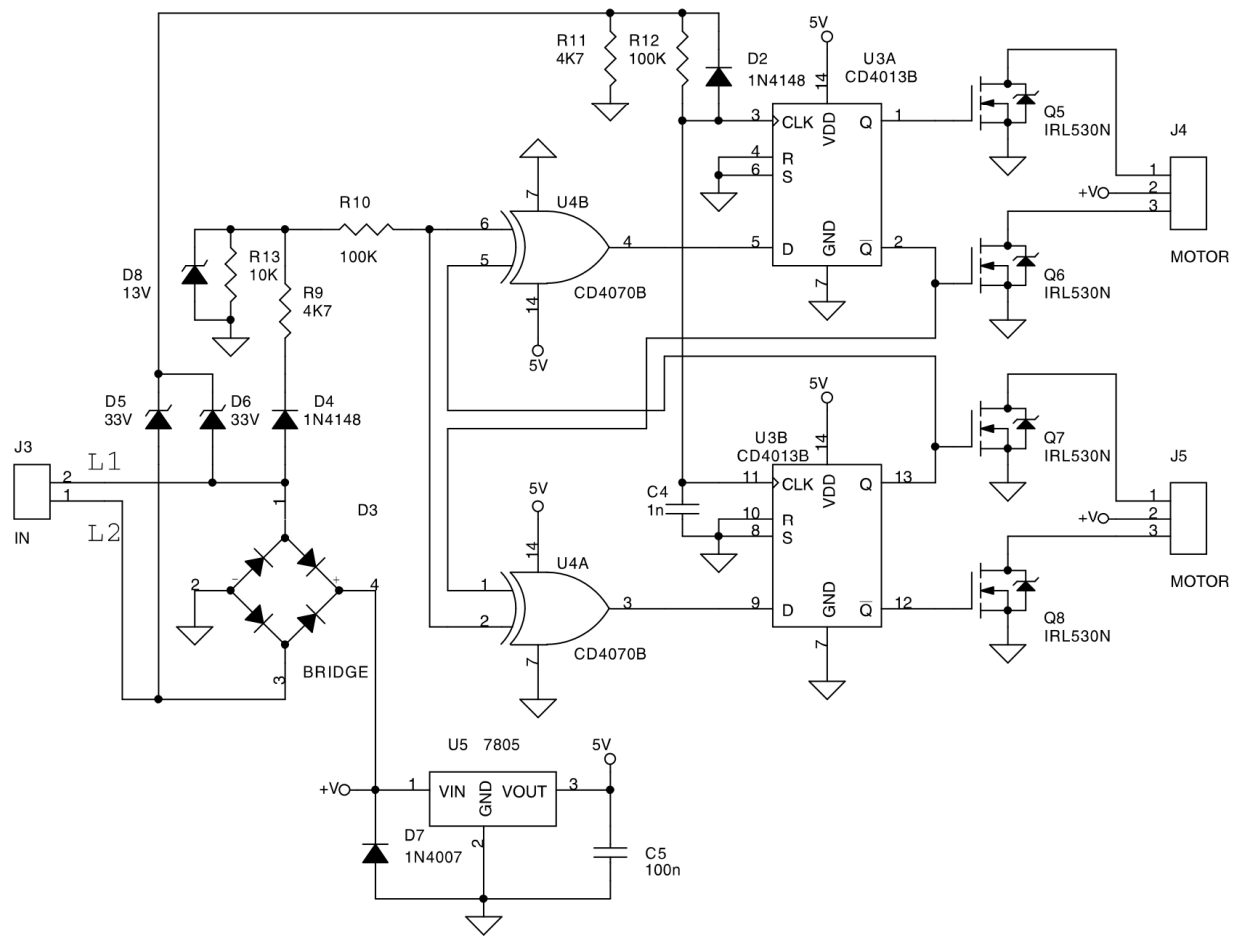 5V
R11
4K7
R12
100K
D2
1N4148
U3A
CD4013B
14
VDD
3
CLK
Q
1
Q5
IRL530N
J4
4
R
6
S
1
+V
2
3
MOTOR
7
U4B
R10
100K
6
5
4
5
D
GND
Q
2
7
Q6
IRL530N
D8
13V
R13
10K
R9
4K7
CD4070B
14
5V
D5
33V
D6
33V
D4
1N4148
5V
J3
L1
2
1
L2
IN
1
D3
U3B
CD4013B
14
VDD
11
CLK
Q
13
Q7
IRL530N
J5
C4
1n
10
R
8
S
1
+V
2
3
MOTOR
5V
14
U4A
2
-
+
4
1
2
3
9
D
GND
Q
12
7
Q8
IRL530N
7
CD4070B
3
BRIDGE
U5 7805
5V
+V
1
VIN
GND
VOUT
3
2
D7
1N4007
C5
100n